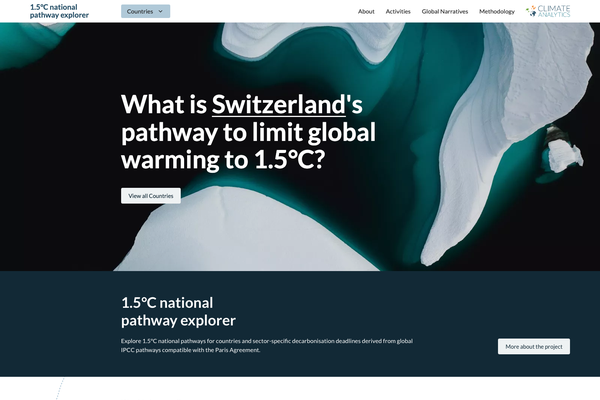 1.5°C national
pathway explorer
Countries
About
Activities
Global Narratives
Methodology
CLIMATE
ANALYTICS
What is Switzerland's
pathway to limit global
warming to 1.5°C?
View all Countries
1.5°C national
pathway explorer
Explore 1.5°C national pathways for countries and sector-specific decarbonisation deadlines derived from global
IPCC pathways compatible with the Paris Agreement.
More about the project